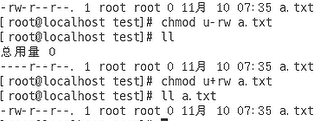 -rw-r--r--. 1 root root 0 11月 10 07:35 a.txt
[root@localhost test]# chmod u-rw a.txt
[root@localhost test]# ll
总用量 0
----r--r--. 1 root root 0 11月 10 07:35 a.txt
[root@localhost test]# chmod u+rw a.txt
[root@localhost test]# ll a.txt
-rw-r--r--. 1 root root 0 11月 10 07:35 a.txt